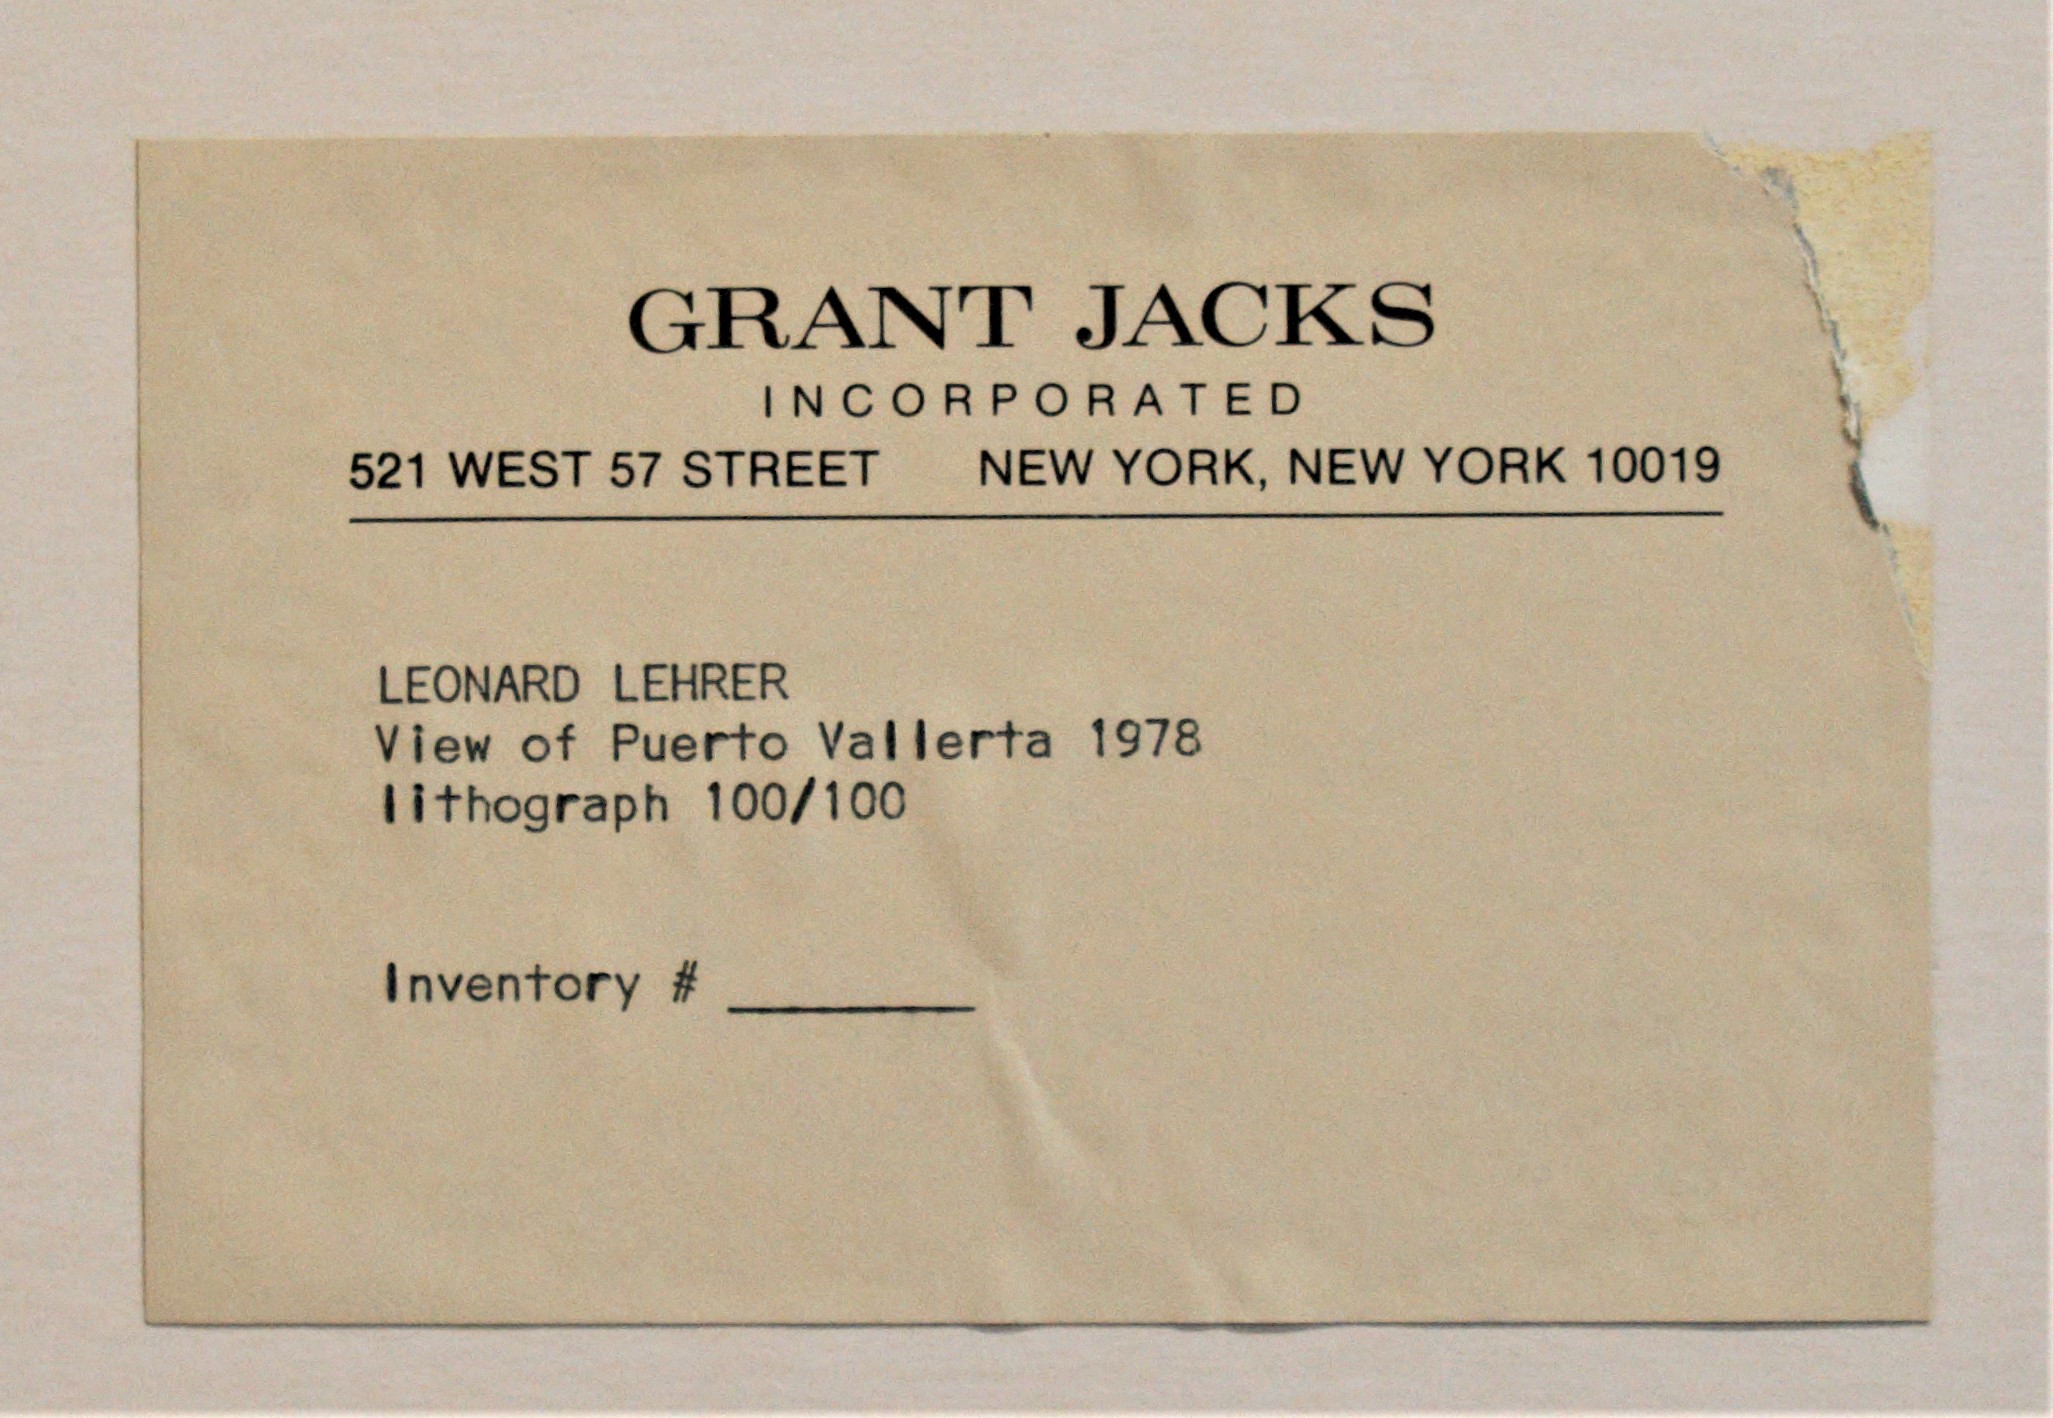 GRANT JACKS
INCORPORATED
521 WEST 57 STREET NEW YORK, NEW YORK 10019
LEONARD LEHRER
View of Puerto Vallerta 1978
lithograph 100/100
Inventory # ______